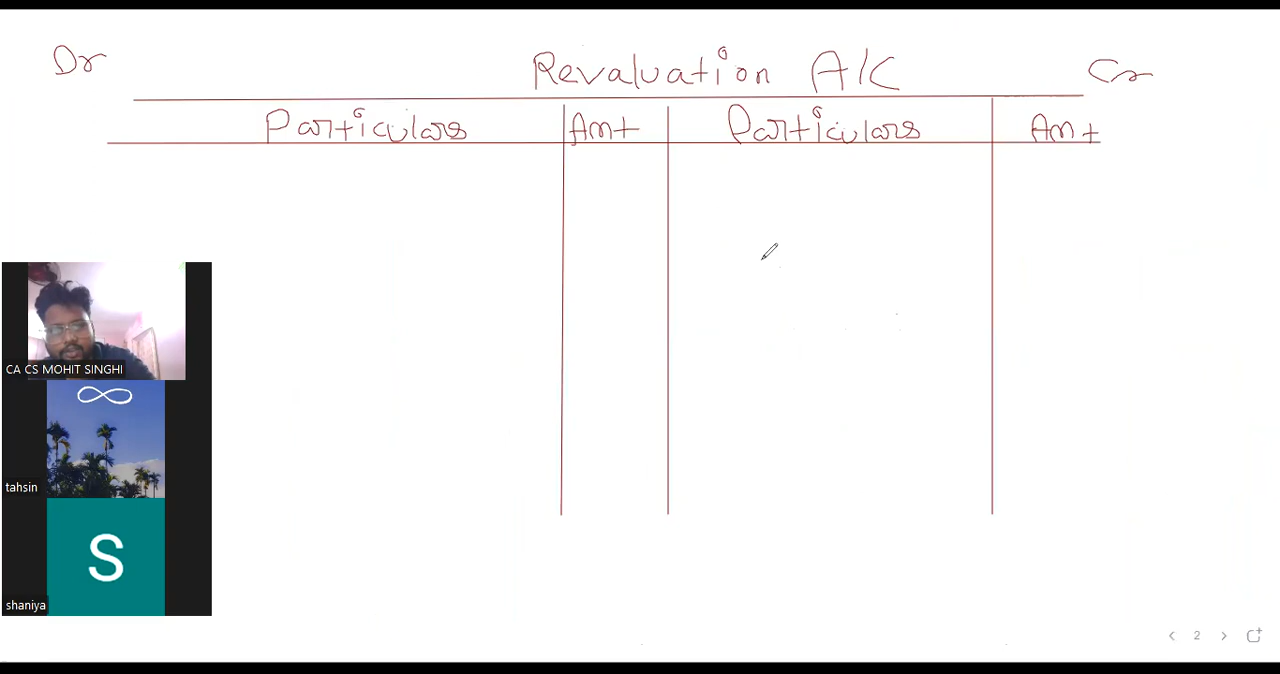 Dr Revaluation A/C Cr
Particulars Amt Particulars Amt
CA CS MOHIT SINGHI
tahsin
S
shaniya
2